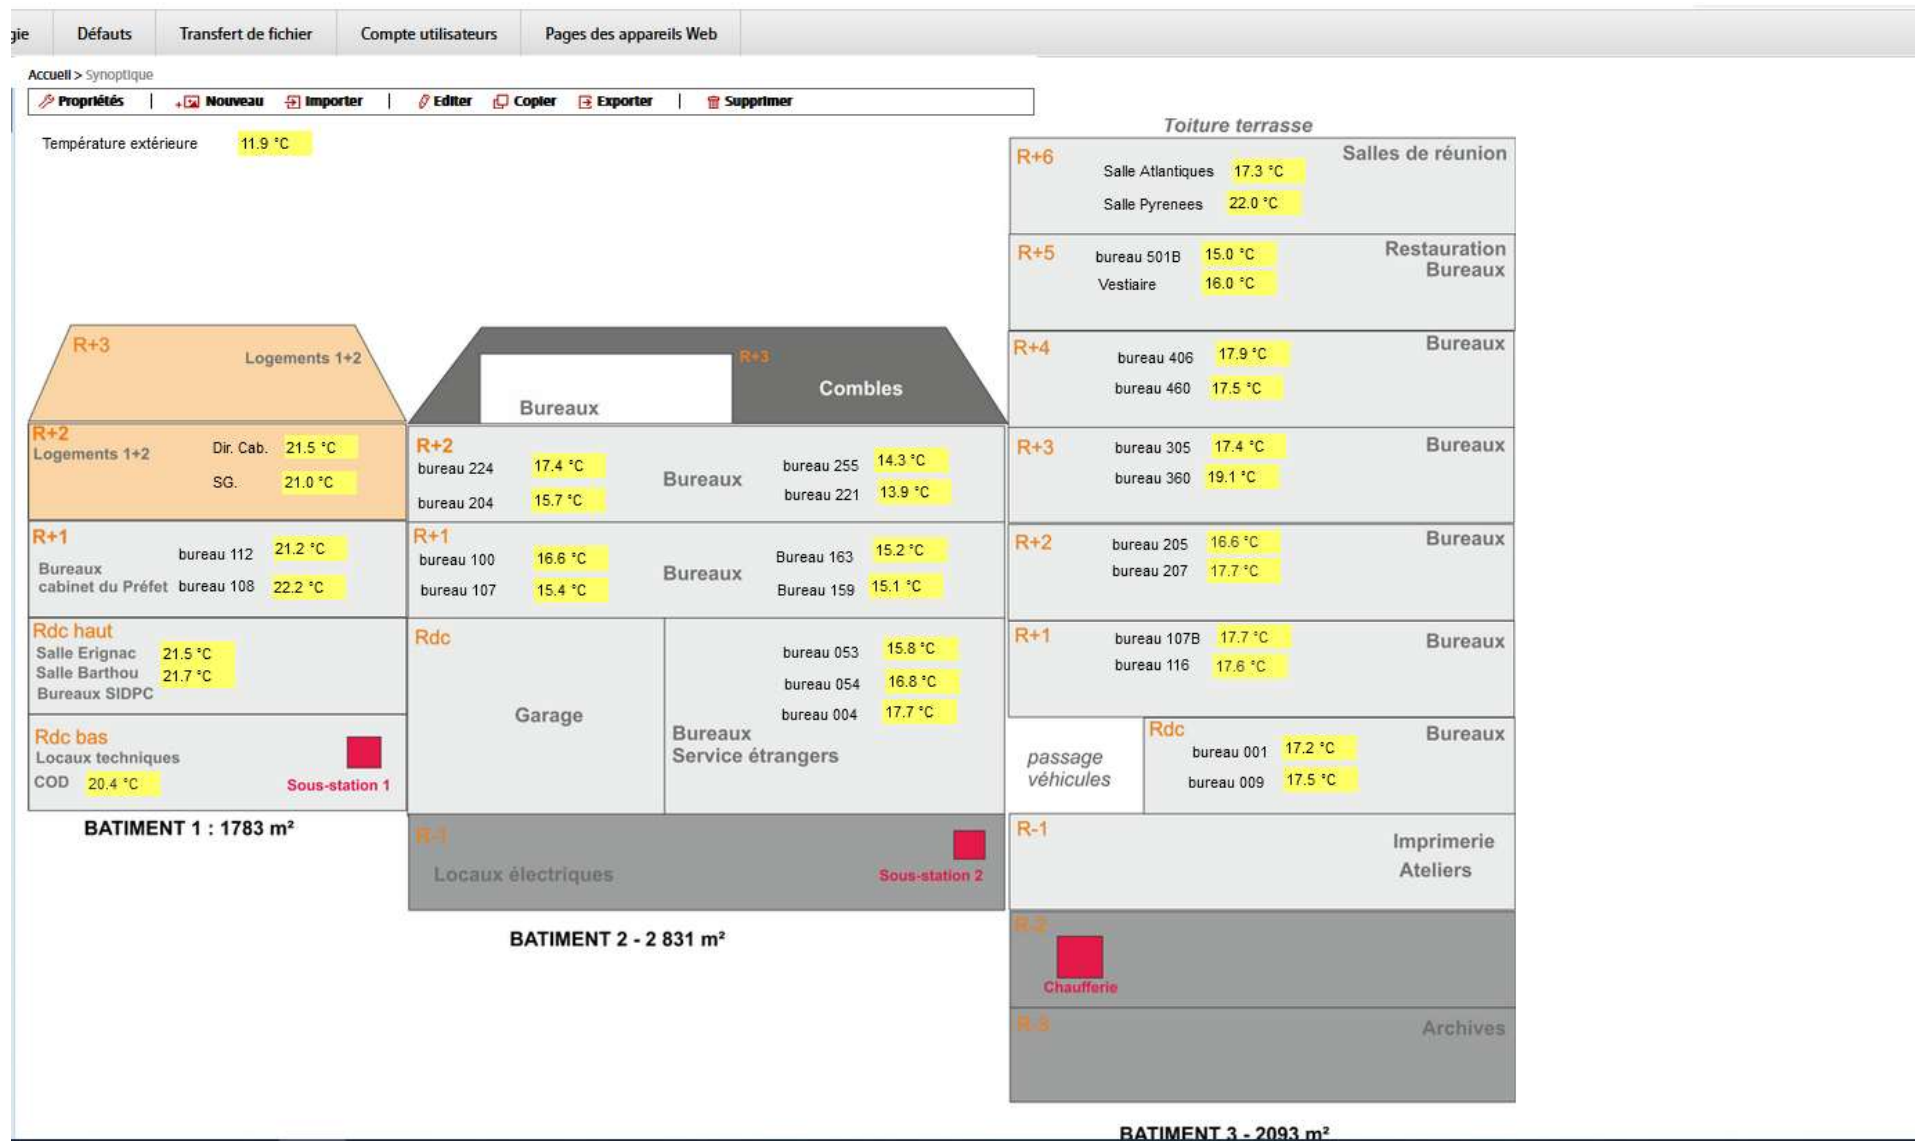 gie Défauts Transfert de fichier Compte utilisateurs Pages des appareils Web
Accueil > Synoptique
Propriétés | Nouveau Importer | Editer Copier Exporter | Supprimer
Température extérieure 11.9 °C
R+3
Logements 1+2
R+2
Logements 1+2
Dir. Cab. 21.5 °C
SG. 21.0 °C
R+1
Bureaux
cabinet du Préfet
bureau 112 21.2 °C
bureau 108 22.2 °C
Rdc haut
Salle Erignac 21.5 °C
Salle Barthou 21.7 °C
Bureaux SIDPC
Rdc bas
Locaux techniques
COD 20.4 °C
Sous-station 1
BATIMENT 1 : 1783 m²
R+3
Combles
Bureaux
R+2
bureau 224 17.4 °C
bureau 204 15.7 °C
Bureaux
bureau 255 14.3 °C
bureau 221 13.9 °C
R+1
bureau 100 16.6 °C
bureau 107 15.4 °C
Bureaux
Bureau 163 15.2 °C
Bureau 159 15.1 °C
Rdc
Garage
bureau 053 15.8 °C
bureau 054 16.8 °C
bureau 004 17.7 °C
Bureaux
Service étrangers
R-1
Locaux électriques
Sous-station 2
BATIMENT 2 - 2 831 m²
Toiture terrasse
R+6
Salles de réunion
Salle Atlantiques 17.3 °C
Salle Pyrenees 22.0 °C
R+5
Restauration
Bureaux
bureau 501B 15.0 °C
Vestiaire 16.0 °C
R+4
Bureaux
bureau 406 17.9 °C
bureau 460 17.5 °C
R+3
Bureaux
bureau 305 17.4 °C
bureau 360 19.1 °C
R+2
Bureaux
bureau 205 16.6 °C
bureau 207 17.7 °C
R+1
Bureaux
bureau 107B 17.7 °C
bureau 116 17.6 °C
passage
véhicules
Rdc
Bureaux
bureau 001 17.2 °C
bureau 009 17.5 °C
R-1
Imprimerie
Ateliers
R-2
Chaufferie
R-3
Archives
BATIMENT 3 - 2093 m²